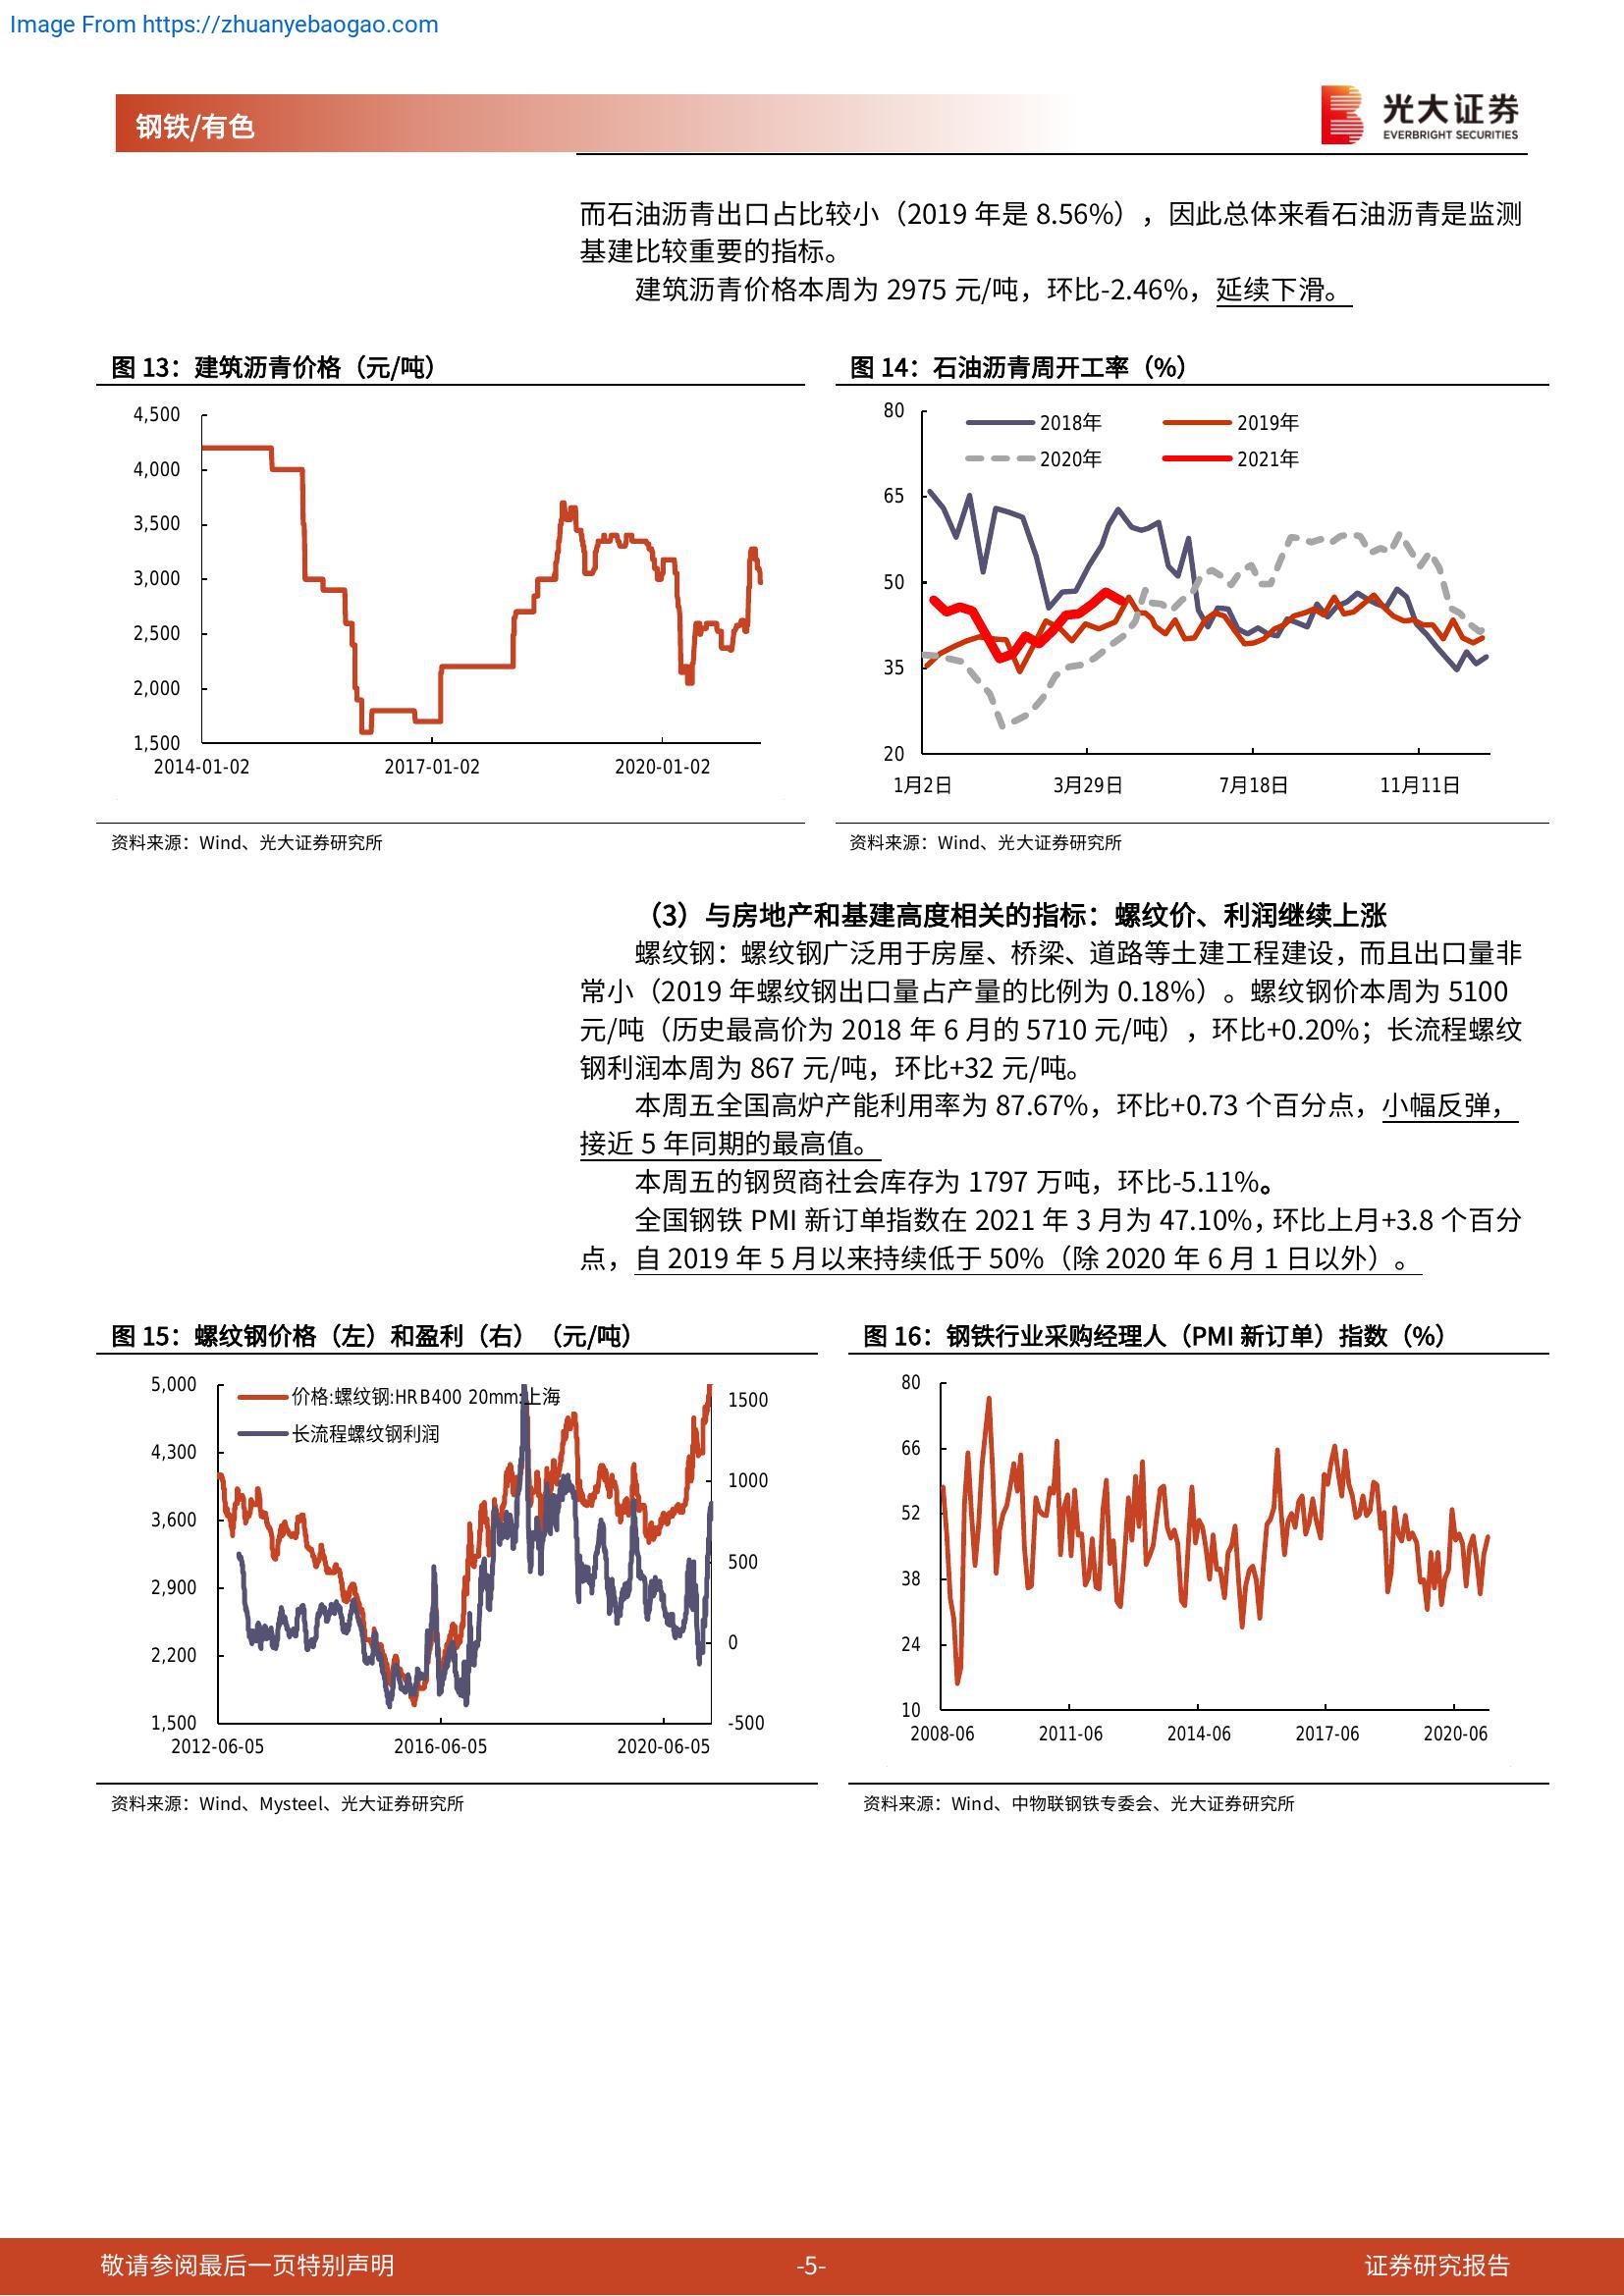 Image From https://zhuanyebaogao.com
钢铁/有色
光大证券
EVERBRIGHT SECURITIES
而石油沥青出口占比较小（2019 年是 8.56%），因此总体来看石油沥青是监测
基建比较重要的指标。
建筑沥青价格本周为 2975 元/吨，环比-2.46%，延续下滑。
图 13：建筑沥青价格（元/吨）
4,500
4,000
3,500
3,000
2,500
2,000
1,500
2014-01-02
2017-01-02
2020-01-02
资料来源：Wind、光大证券研究所
图 14：石油沥青周开工率（%）
80
65
50
35
20
2018年
2019年
2020年
2021年
1月2日
3月29日
7月18日
11月11日
资料来源：Wind、光大证券研究所
（3）与房地产和基建高度相关的指标：螺纹价、利润继续上涨
螺纹钢：螺纹钢广泛用于房屋、桥梁、道路等土建工程建设，而且出口量非
常小（2019 年螺纹钢出口量占产量的比例为 0.18%）。螺纹钢价本周为 5100
元/吨（历史最高价为 2018 年 6 月的 5710 元/吨），环比+0.20%；长流程螺纹
钢利润本周为 867 元/吨，环比+32 元/吨。
本周五全国高炉产能利用率为 87.67%，环比+0.73 个百分点，小幅反弹，
接近 5 年同期的最高值。
本周五的钢贸商社会库存为 1797 万吨，环比-5.11%。
全国钢铁 PMI 新订单指数在 2021 年 3 月为 47.10%，环比上月+3.8 个百分
点，自 2019 年 5 月以来持续低于 50%（除 2020 年 6 月 1 日以外）。
图 15：螺纹钢价格（左）和盈利（右）（元/吨）
5,000
4,300
3,600
2,900
2,200
1,500
价格:螺纹钢:HRB400 20mm:上海
长流程螺纹钢利润
1500
1000
500
0
-500
2012-06-05
2016-06-05
2020-06-05
资料来源：Wind、Mysteel、光大证券研究所
图 16：钢铁行业采购经理人（PMI 新订单）指数（%）
80
66
52
38
24
10
2008-06
2011-06
2014-06
2017-06
2020-06
资料来源：Wind、中物联钢铁专委会、光大证券研究所
敬请参阅最后一页特别声明
-5-
证券研究报告